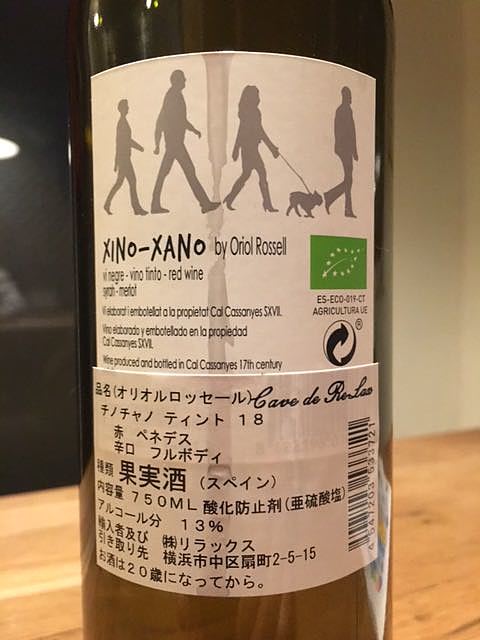 XINO-XANO by Oriol Rossell
vi negre - vino tinto - red wine
syrah - merlot
Vi elaborat i embotellat a la propietat Cal Cassanyes SXVII.
Vino elaborado y embotellado en la propiedad
Cal Cassanyes SXVII.
Wine produced and bottled in Cal Cassanyes 17th century
ES-ECO-019-CT
AGRICULTURA UE
品名(オリオルロッセール) Cave de ReLax
チノチャノ ティント 18
赤 ペネデス
辛口 フルボディ
種類 果実酒 (スペイン)
内容量 750ML 酸化防止剤(亜硫酸塩)
アルコール分 13%
輸入者及び ㈱リラックス
引き取り先 横浜市中区扇町2-5-15
お酒は20歳になってから。
4 547203 633721